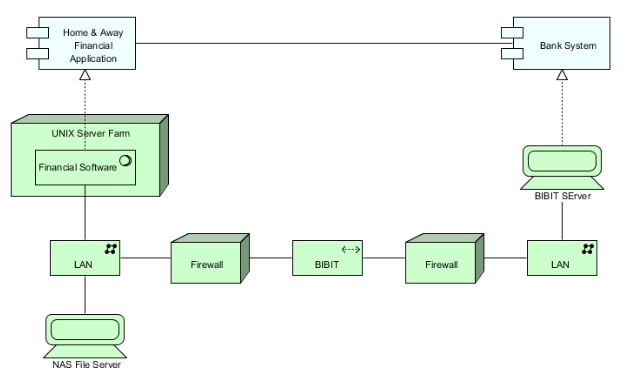 Home & Away
Financial
Application
Bank System
UNIX Server Farm
Financial Software
BIBIT SErver
LAN
Firewall
BIBIT
Firewall
LAN
NAS File Server